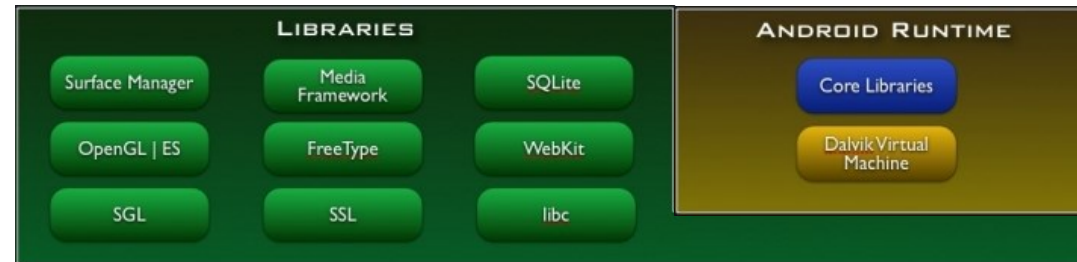 LIBRARIES
Surface Manager
Media
Framework
SQLite
OpenGL | ES
FreeType
WebKit
SGL
SSL
libc
ANDROID RUNTIME
Core Libraries
Dalvik Virtual
Machine